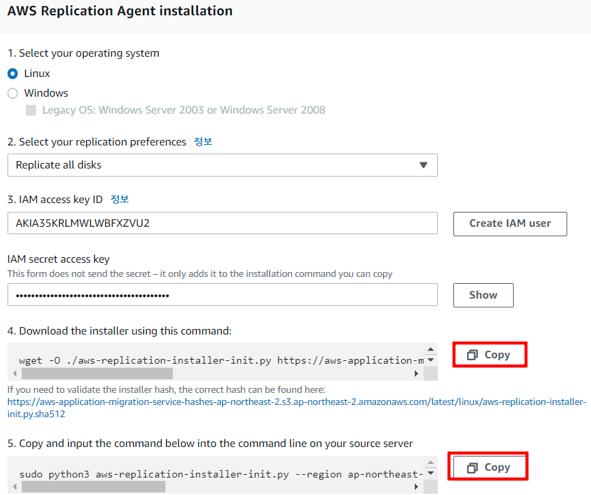 AWS Replication Agent installation
1. Select your operating system
Linux
Windows
Legacy OS: Windows Server 2003 or Windows Server 2008
2. Select your replication preferences 정보
Replicate all disks
3. IAM access key ID 정보
AKIA35KRLMWLWBFXZVU2
Create IAM user
IAM secret access key
This form does not send the secret – it only adds it to the installation command you can copy
••••••••••••••••••••••••••••••••••••••••
Show
4. Download the installer using this command:
wget -O ./aws-replication-installer-init.py https://aws-application-m
Copy
If you need to validate the installer hash, the correct hash can be found here:
https://aws-application-migration-service-hashes-ap-northeast-2.s3.ap-northeast-2.amazonaws.com/latest/linux/aws-replication-installer-
init.py.sha512
5. Copy and input the command below into the command line on your source server
sudo python3 aws-replication-installer-init.py --region ap-northeast-
Copy